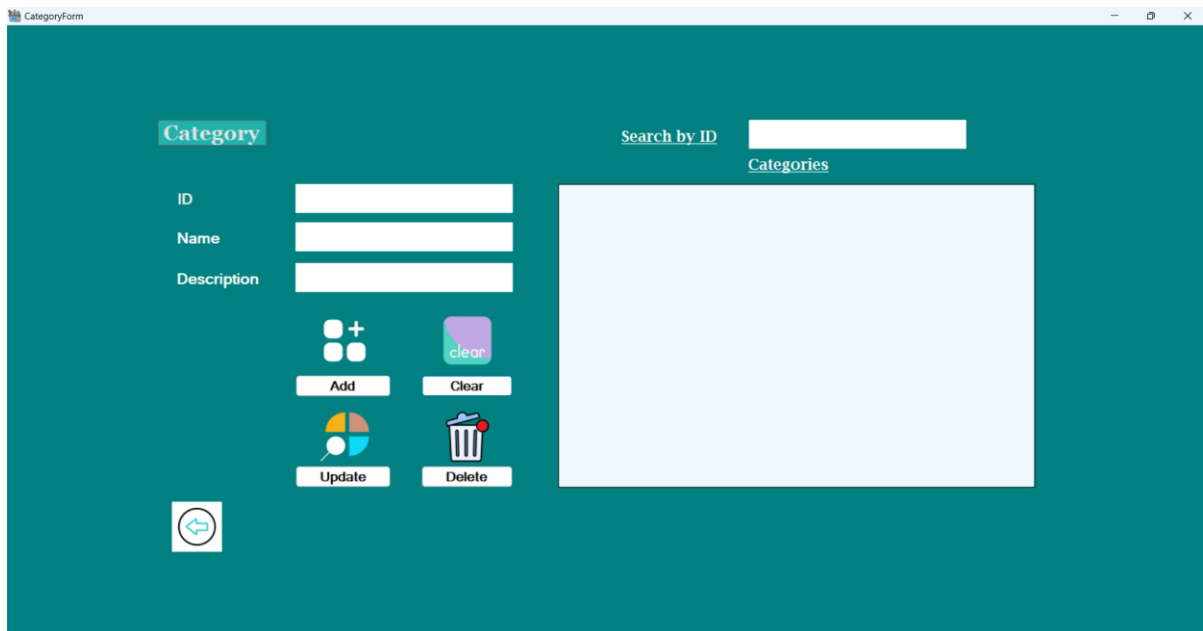 CategoryForm
Category
Search by ID
Categories
ID
Name
Description
clear
Add
Clear
Update
Delete